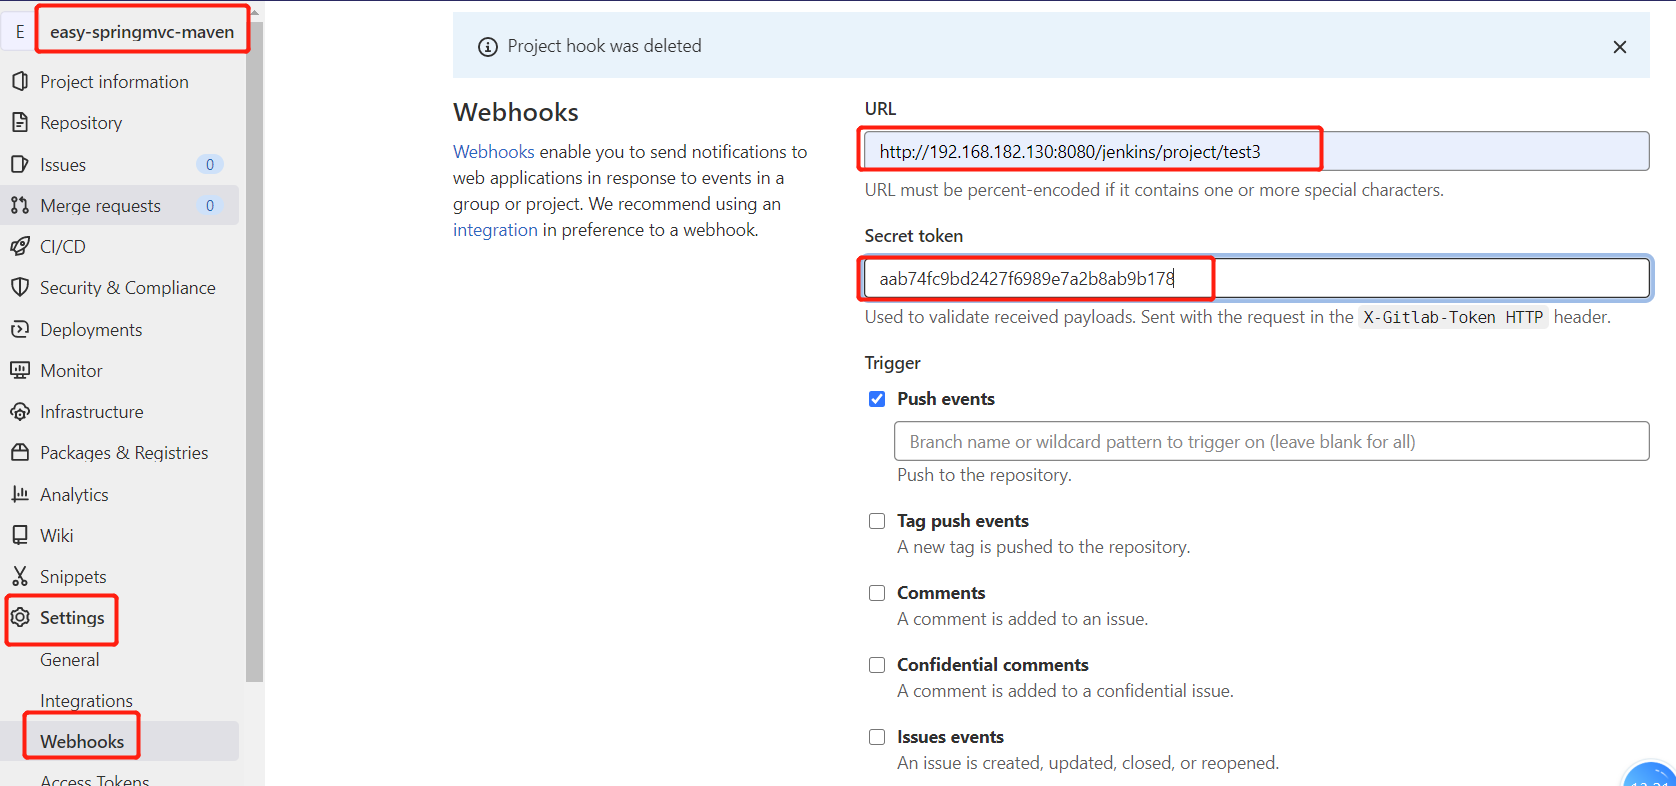 E easy-springmvc-maven
Project information
Repository
Issues 0
Merge requests 0
CI/CD
Security & Compliance
Deployments
Monitor
Infrastructure
Packages & Registries
Analytics
Wiki
Snippets
Settings
General
Integrations
Webhooks
Access Tokens
Project hook was deleted
Webhooks
Webhooks enable you to send notifications to
web applications in response to events in a
group or project. We recommend using an
integration in preference to a webhook.
URL
http://192.168.182.130:8080/jenkins/project/test3
URL must be percent-encoded if it contains one or more special characters.
Secret token
aab74fc9bd2427f6989e7a2b8ab9b178
Used to validate received payloads. Sent with the request in the X-Gitlab-Token HTTP header.
Trigger
Push events
Branch name or wildcard pattern to trigger on (leave blank for all)
Push to the repository.
Tag push events
A new tag is pushed to the repository.
Comments
A comment is added to an issue.
Confidential comments
A comment is added to a confidential issue.
Issues events
An issue is created, updated, closed, or reopened.